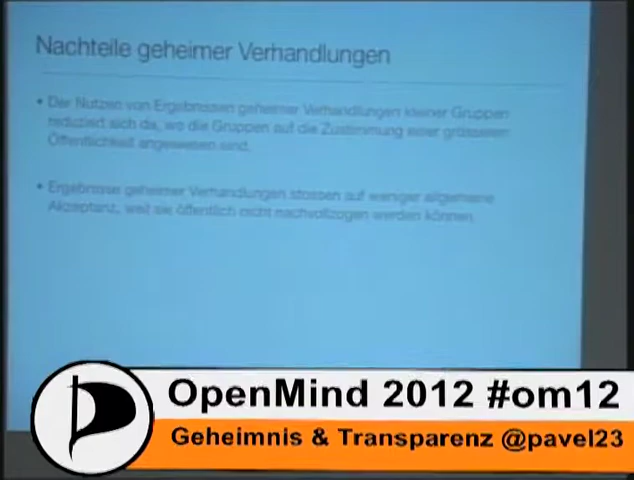 Nachteile geheimer Verhandlungen
• Der Nutzen von Ergebnissen geheimer Verhandlungen kleiner Gruppen
reduziert sich da, wo die Gruppen auf die Zustimmung einer grösseren
Öffentlichkeit angewiesen sind.
• Ergebnisse geheimer Verhandlungen stossen auf weniger allgemeine
Akzeptanz, weil sie öffentlich nicht nachvollzogen werden können.
OpenMind 2012 #om12
Geheimnis & Transparenz @pavel23